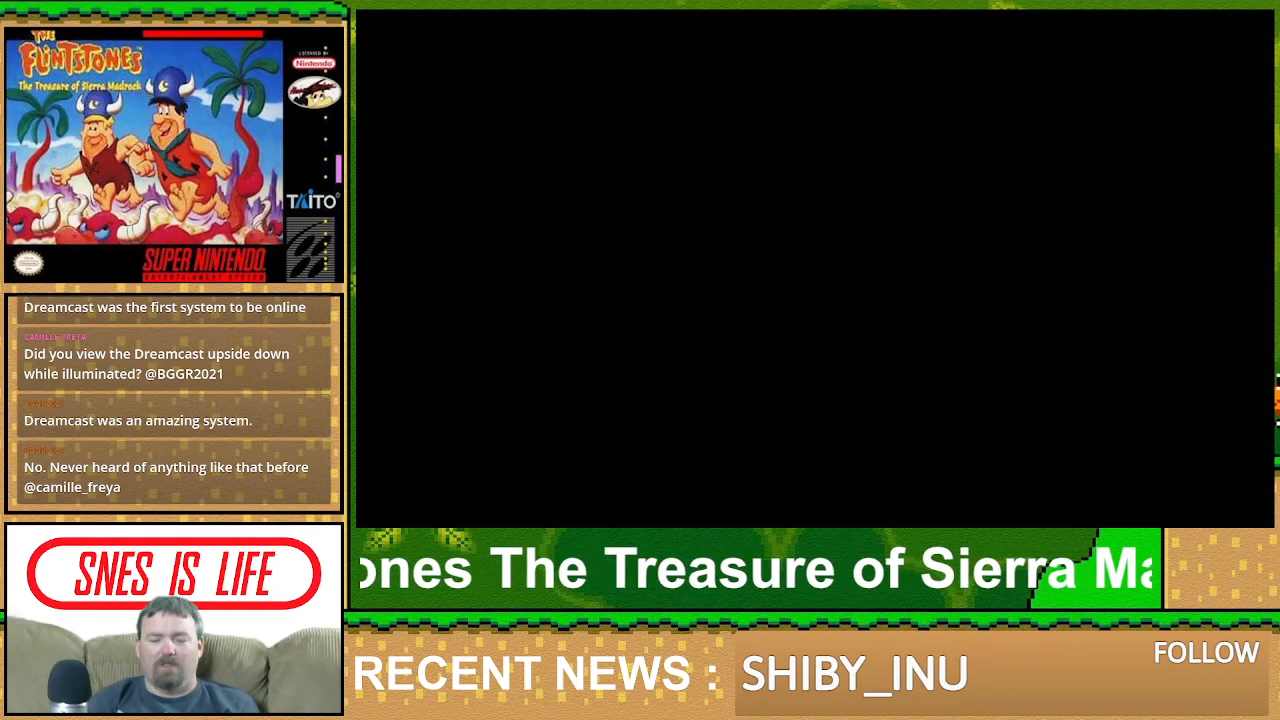 THE
FLINTSTONES
The Treasure of Sierra Madrock
LICENSED BY
Nintendo
TAITO
SUPER NINTENDO
ENTERTAINMENT SYSTEM
Dreamcast was the first system to be online
CAMILLE FREYA
Did you view the Dreamcast upside down
while illuminated? @BGGR2021
Dreamcast was an amazing system.
No. Never heard of anything like that before
@camille_freya
SNES IS LIFE
ones The Treasure of Sierra Ma
RECENT NEWS :
SHIBY_INU
FOLLOW